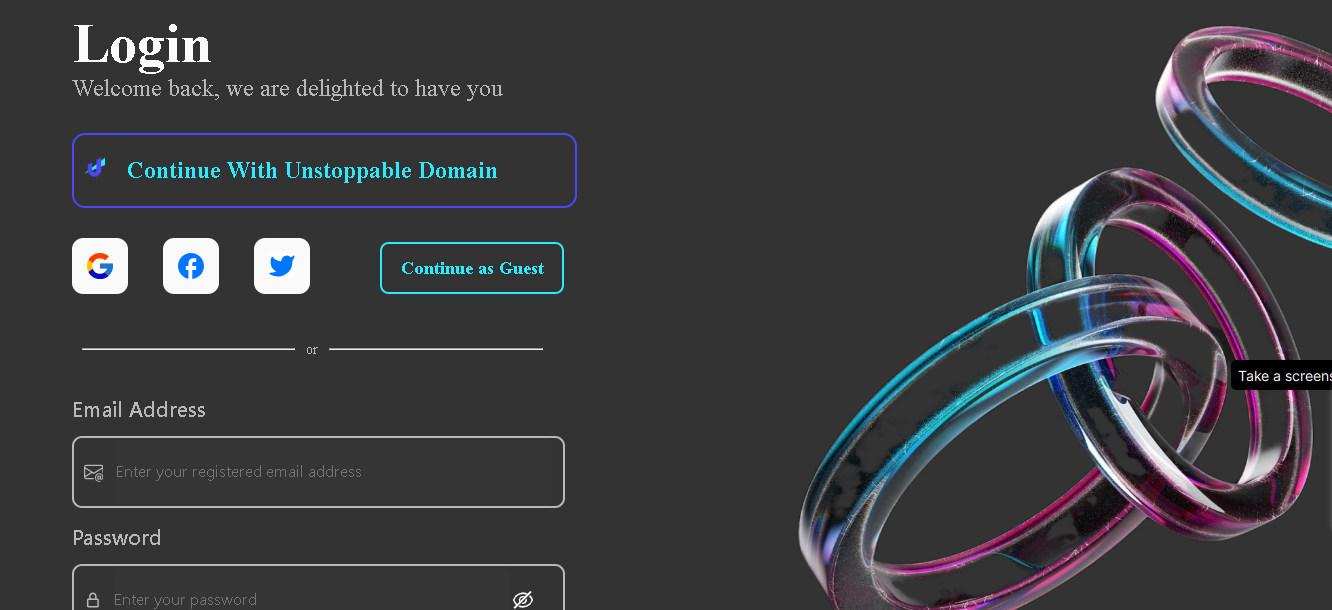 Login
Welcome back, we are delighted to have you
Continue With Unstoppable Domain
Continue as Guest
or
Email Address
Enter your registered email address
Password
Enter your password
Take a screens